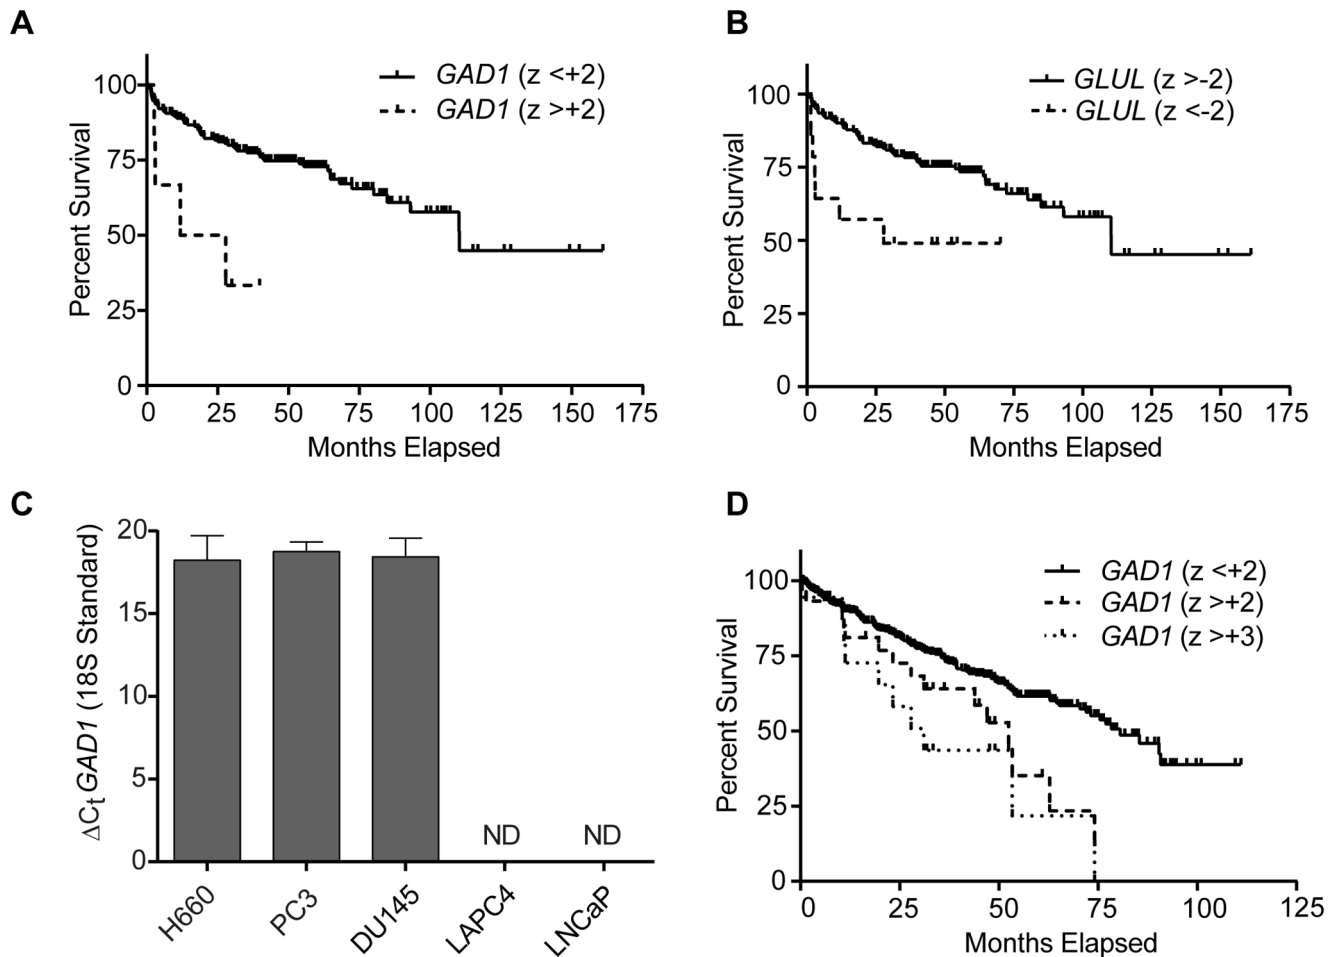 A
GAD1 (z <+2)
GAD1 (z >+2)
100
75
50
25
0
Percent Survival
0 25 50 75 100 125 150 175
Months Elapsed
B
GLUL (z >-2)
GLUL (z <-2)
100
75
50
25
0
Percent Survival
0 25 50 75 100 125 150 175
Months Elapsed
C
20
15
10
5
0
ΔCt GAD1 (18S Standard)
ND ND
H660 PC3 DU145 LAPC4 LNCaP
D
GAD1 (z <+2)
GAD1 (z >+2)
GAD1 (z >+3)
100
75
50
25
0
Percent Survival
0 25 50 75 100 125
Months Elapsed